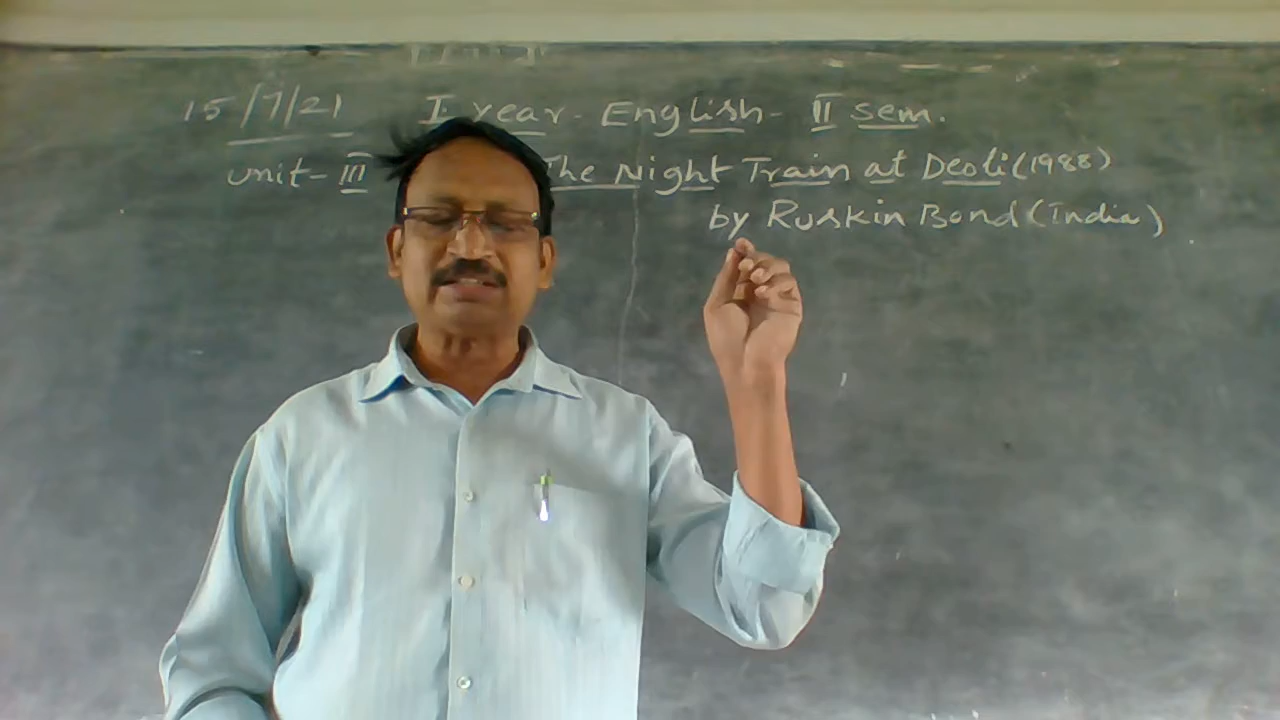 15/7/21 I year - English - II sem.
unit - III The Night Train at Deoli (1988)
by Ruskin Bond (India)